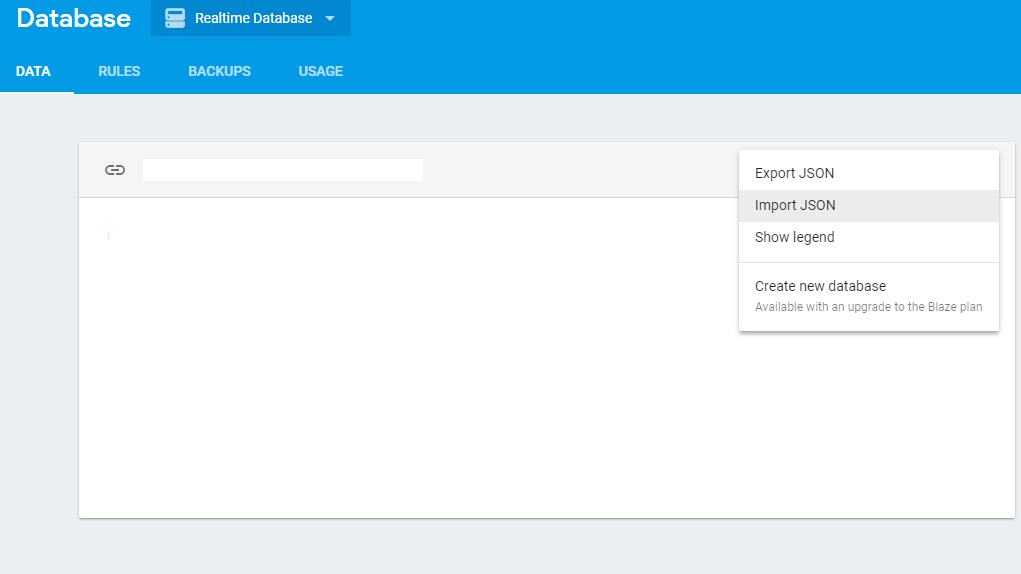 Database
Realtime Database
DATA
RULES
BACKUPS
USAGE
Export JSON
Import JSON
Show legend
Create new database
Available with an upgrade to the Blaze plan